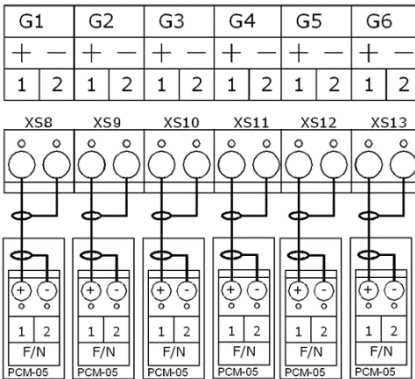 G1 G2 G3 G4 G5 G6
+ − + − + − + − + − + −
1 2 1 2 1 2 1 2 1 2 1 2
XS8 XS9 XS10 XS11 XS12 XS13
+ - + - + - + - + - + -
1 2 1 2 1 2 1 2 1 2 1 2
F/N F/N F/N F/N F/N F/N
PCM-05 PCM-05 PCM-05 PCM-05 PCM-05 PCM-05